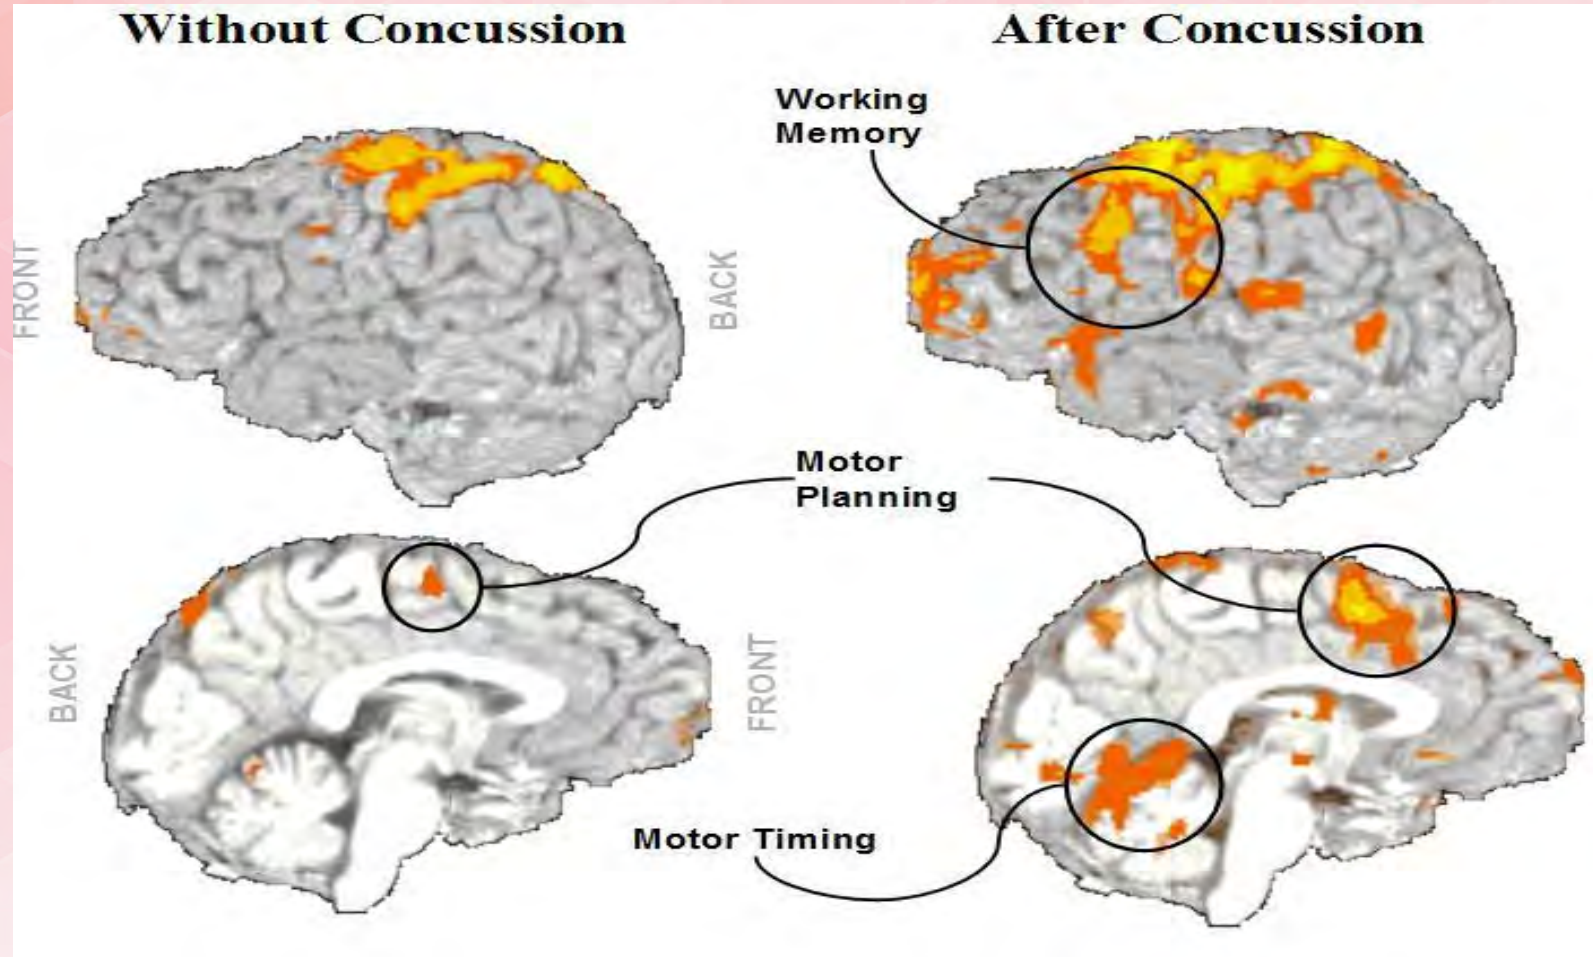 Without Concussion
After Concussion
Working
Memory
FRONT
BACK
Motor
Planning
BACK
FRONT
Motor Timing